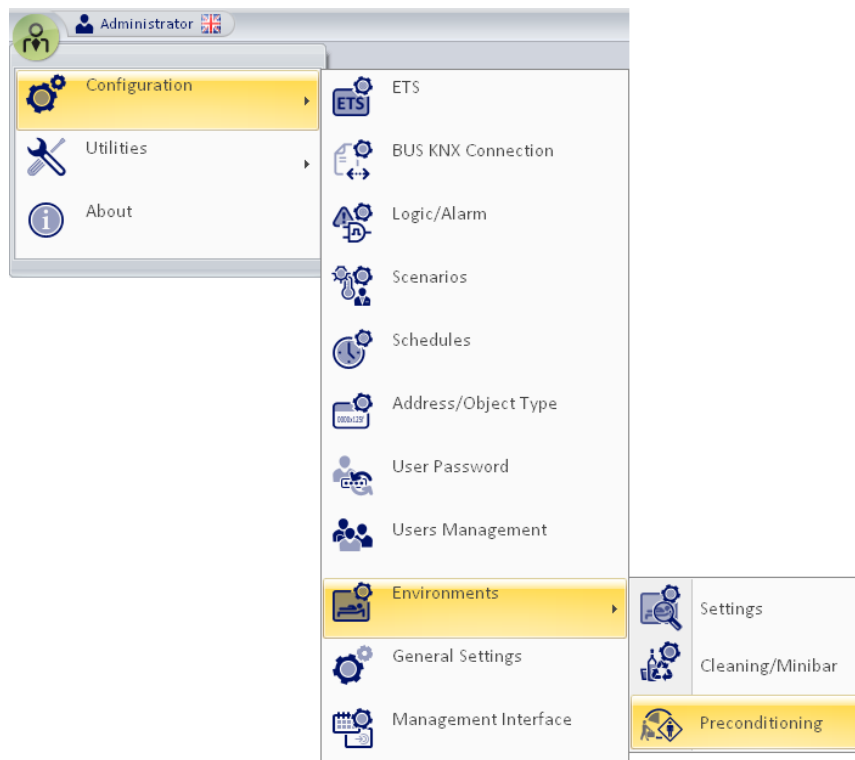 Administrator
Configuration
Utilities
About
ETS
ETS
BUS KNX Connection
Logic/Alarm
Scenarios
Schedules
Address/Object Type
User Password
Users Management
Environments
General Settings
Management Interface
Settings
Cleaning/Minibar
Preconditioning